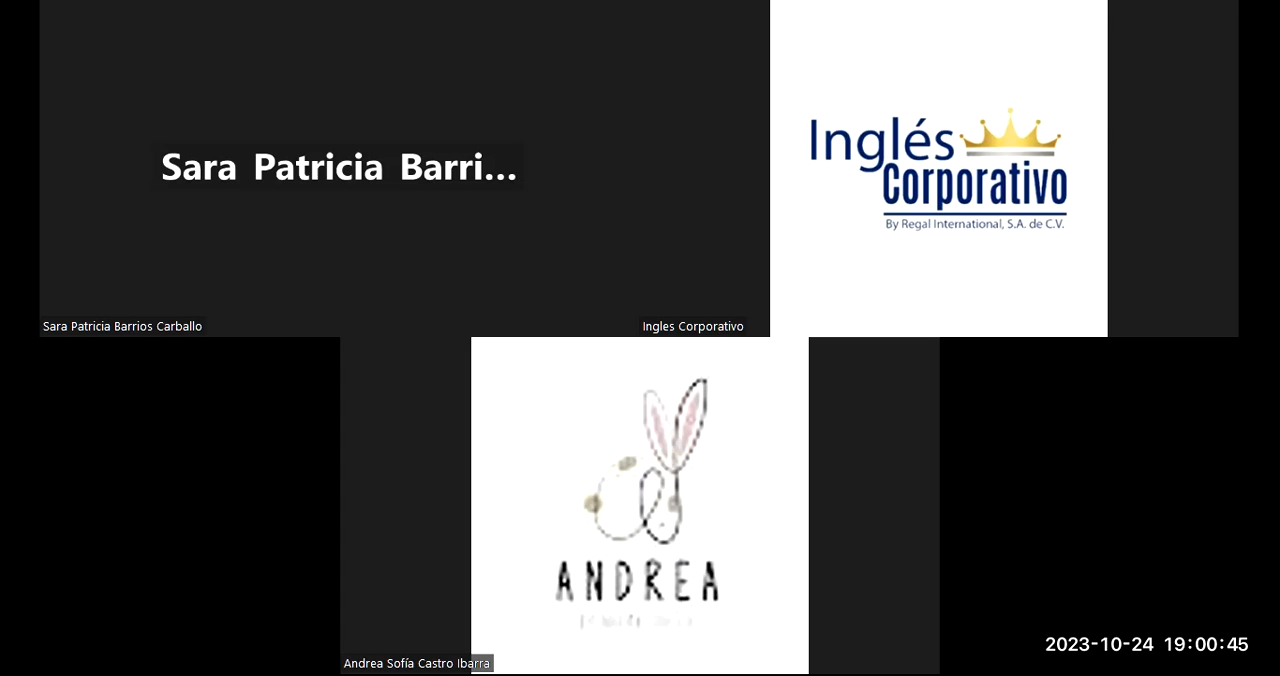 Sara Patricia Barri...
Inglés
Corporativo
By Regal International, S.A. de C.V.
Sara Patricia Barrios Carballo
Ingles Corporativo
ANDREA
Andrea Sofía Castro Ibarra
2023-10-24 19:00:45